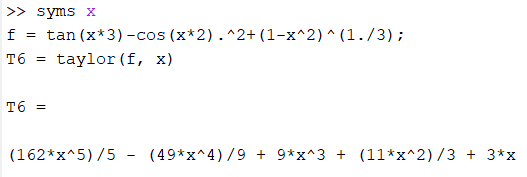 >> syms x
f = tan(x*3)-cos(x*2).^2+(1-x^2)^(1./3);
T6 = taylor(f, x)
T6 =
(162*x^5)/5 - (49*x^4)/9 + 9*x^3 + (11*x^2)/3 + 3*x